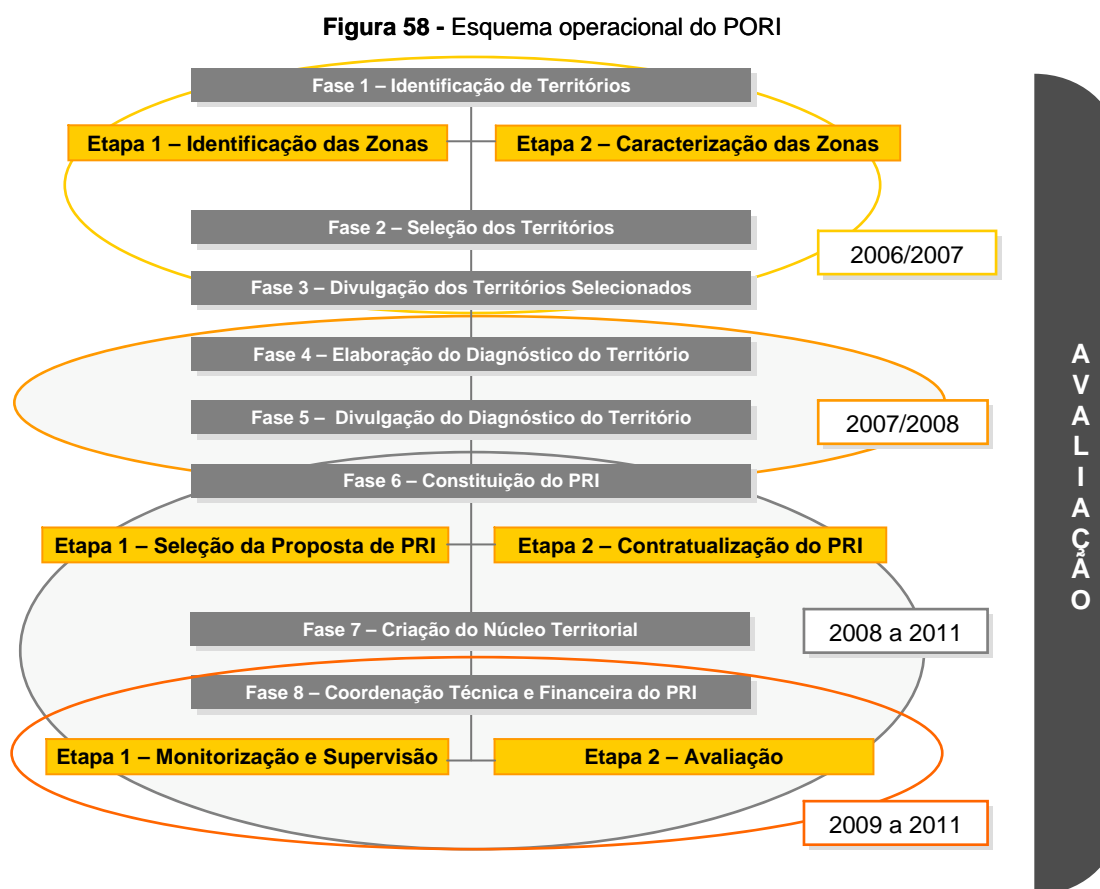 Figura 58 - Esquema operacional do PORI
Fase 1 – Identificação de Territórios
Etapa 1 – Identificação das Zonas
Etapa 2 – Caracterização das Zonas
Fase 2 – Seleção dos Territórios
2006/2007
Fase 3 – Divulgação dos Territórios Selecionados
Fase 4 – Elaboração do Diagnóstico do Território
Fase 5 – Divulgação do Diagnóstico do Território
2007/2008
Fase 6 – Constituição do PRI
Etapa 1 – Seleção da Proposta de PRI
Etapa 2 – Contratualização do PRI
Fase 7 – Criação do Núcleo Territorial
2008 a 2011
Fase 8 – Coordenação Técnica e Financeira do PRI
Etapa 1 – Monitorização e Supervisão
Etapa 2 – Avaliação
2009 a 2011
A
V
A
L
I
A
Ç
Ã
O